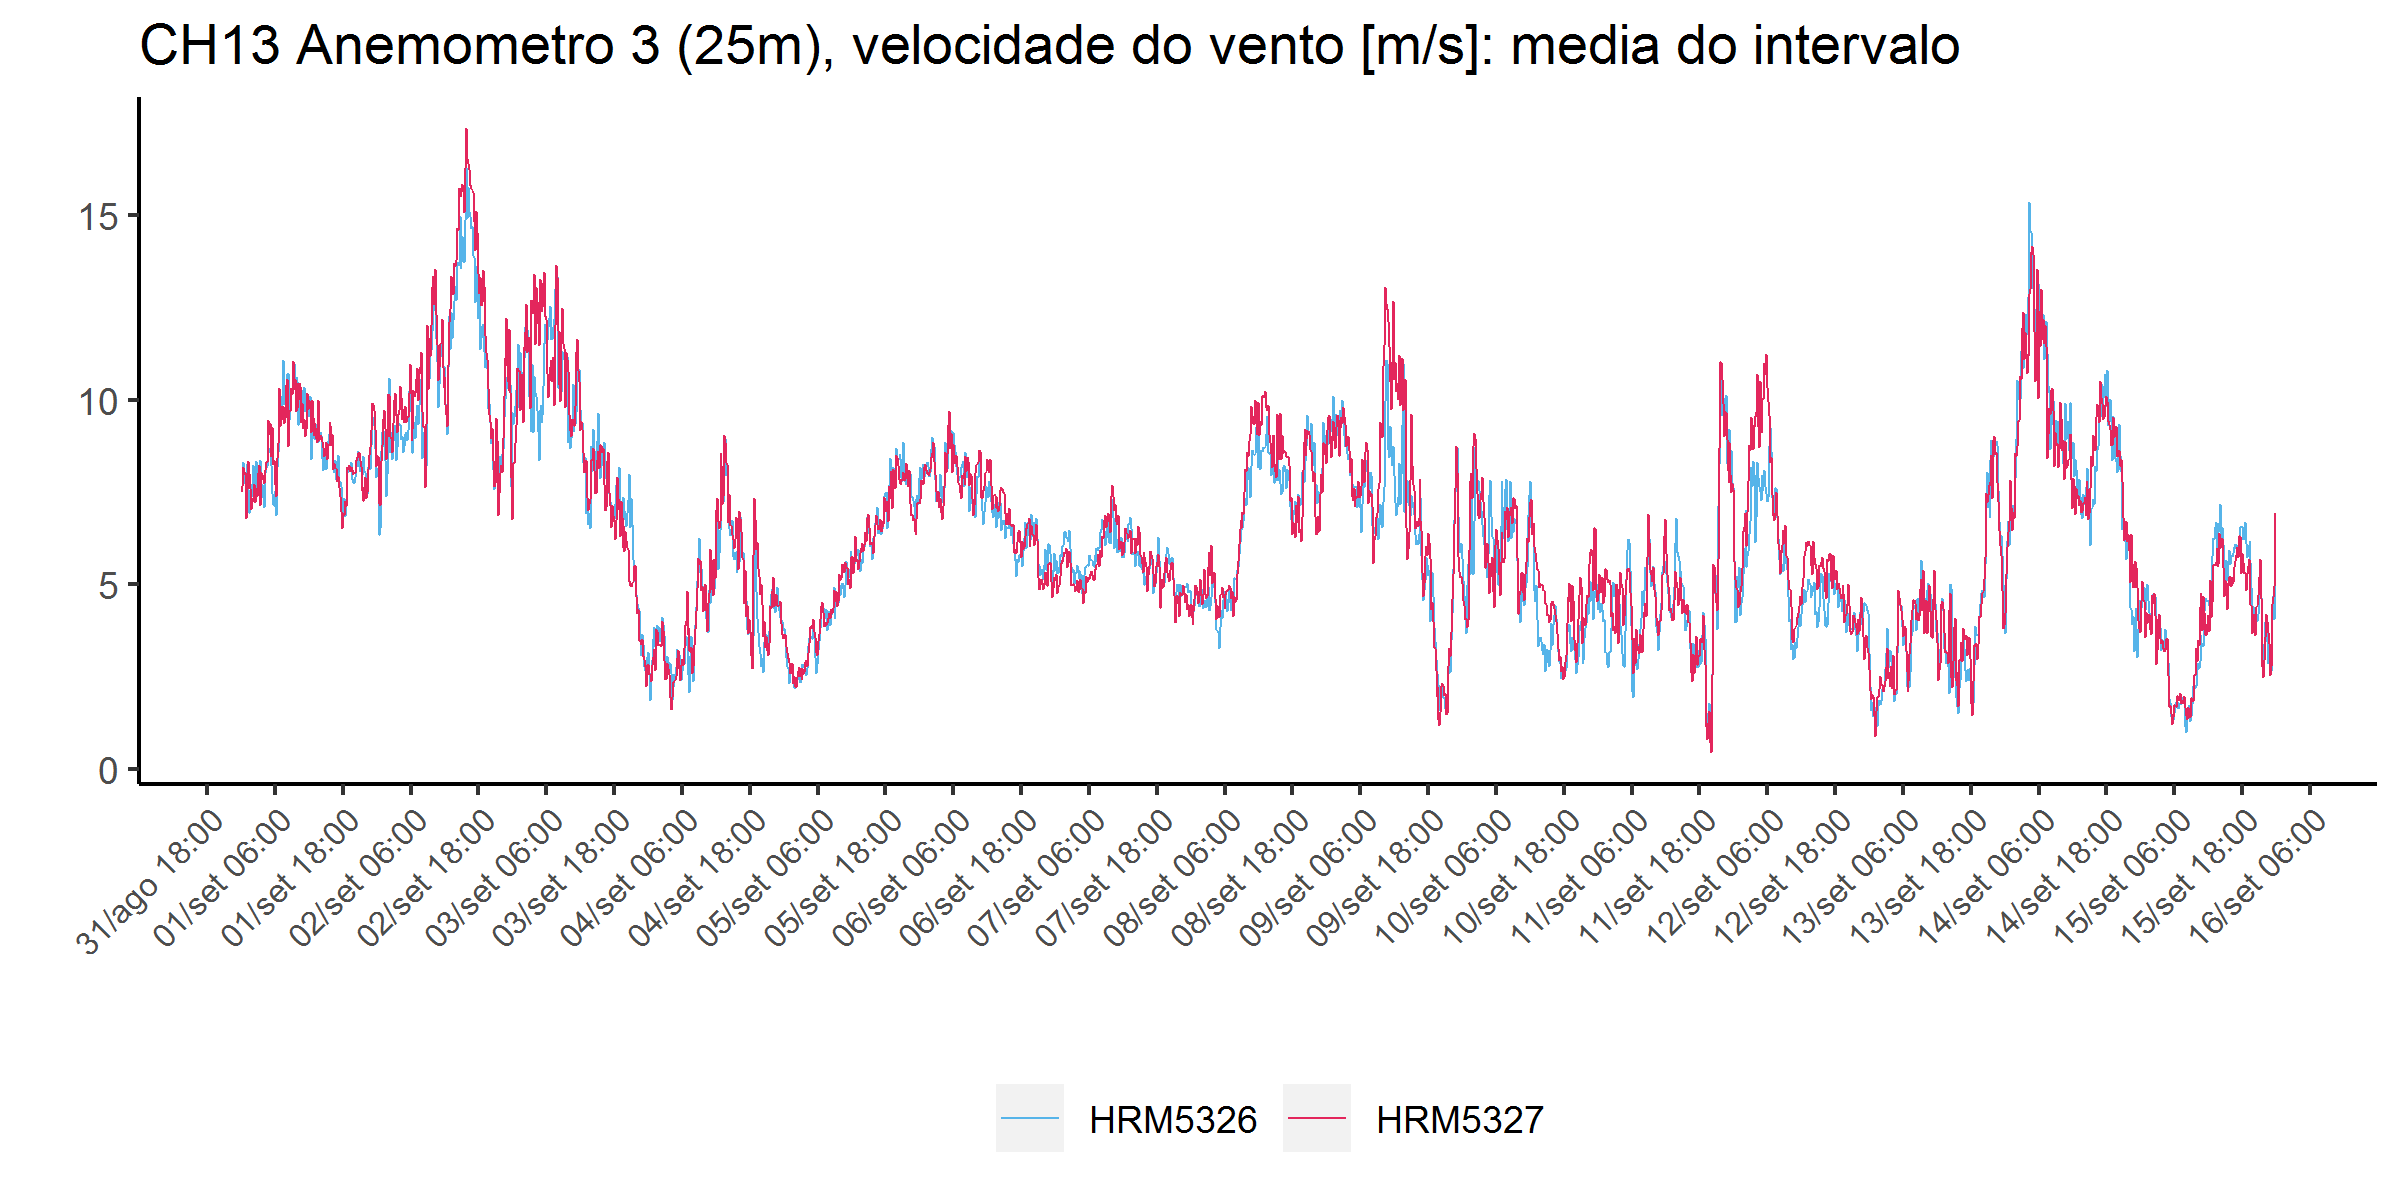 CH13 Anemometro 3 (25m), velocidade do vento [m/s]: media do intervalo
15
10
5
0
31/ago 18:00
01/set 06:00
01/set 18:00
02/set 06:00
02/set 18:00
03/set 06:00
03/set 18:00
04/set 06:00
04/set 18:00
05/set 06:00
05/set 18:00
06/set 06:00
06/set 18:00
07/set 06:00
07/set 18:00
08/set 06:00
08/set 18:00
09/set 06:00
09/set 18:00
10/set 06:00
10/set 18:00
11/set 06:00
11/set 18:00
12/set 06:00
12/set 18:00
13/set 06:00
13/set 18:00
14/set 06:00
14/set 18:00
15/set 06:00
15/set 18:00
16/set 06:00
HRM5326 HRM5327